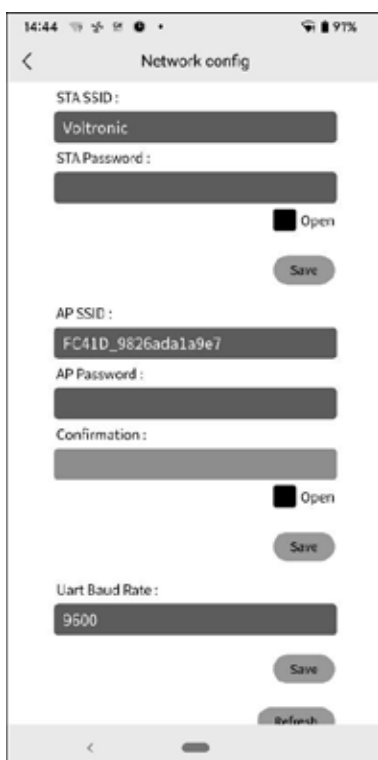 14:44 91%
Network config
STA SSID :
Voltronic
STA Password :
Open
Save
AP SSID :
FC41D_9826ada1a9e7
AP Password :
Confirmation :
Open
Save
Uart Baud Rate :
9600
Save
Refresh